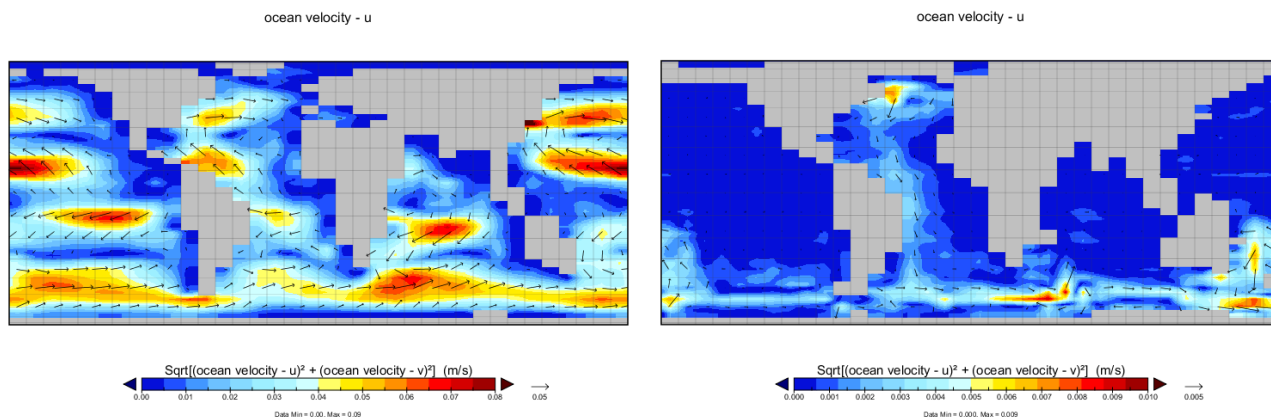 ocean velocity - u
Sqrt[(ocean velocity - u)² + (ocean velocity - v)²] (m/s)
0.00 0.01 0.02 0.03 0.04 0.05 0.06 0.07 0.08 0.05
Data Min = 0.00, Max = 0.09
ocean velocity - u
Sqrt[(ocean velocity - u)² + (ocean velocity - v)²] (m/s)
0.000 0.001 0.002 0.003 0.004 0.005 0.006 0.007 0.008 0.009 0.010 0.005
Data Min = 0.000, Max = 0.009